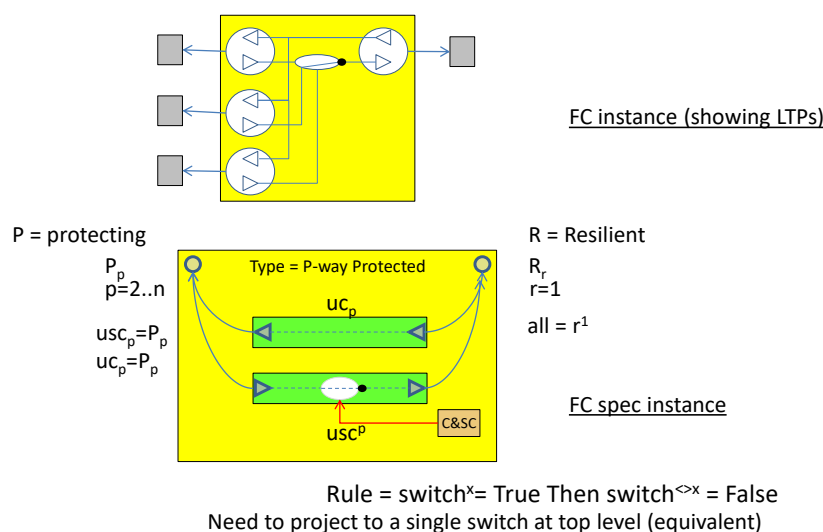 FC instance (showing LTPs)
P = protecting
R = Resilient
Pp
Type = P-way Protected
Rr
p=2..n
r=1
ucp
uscp=Pp
all = r1
ucp=Pp
FC spec instance
C&SC
uscp
Rule = switchx= True Then switch<>x = False
Need to project to a single switch at top level (equivalent)